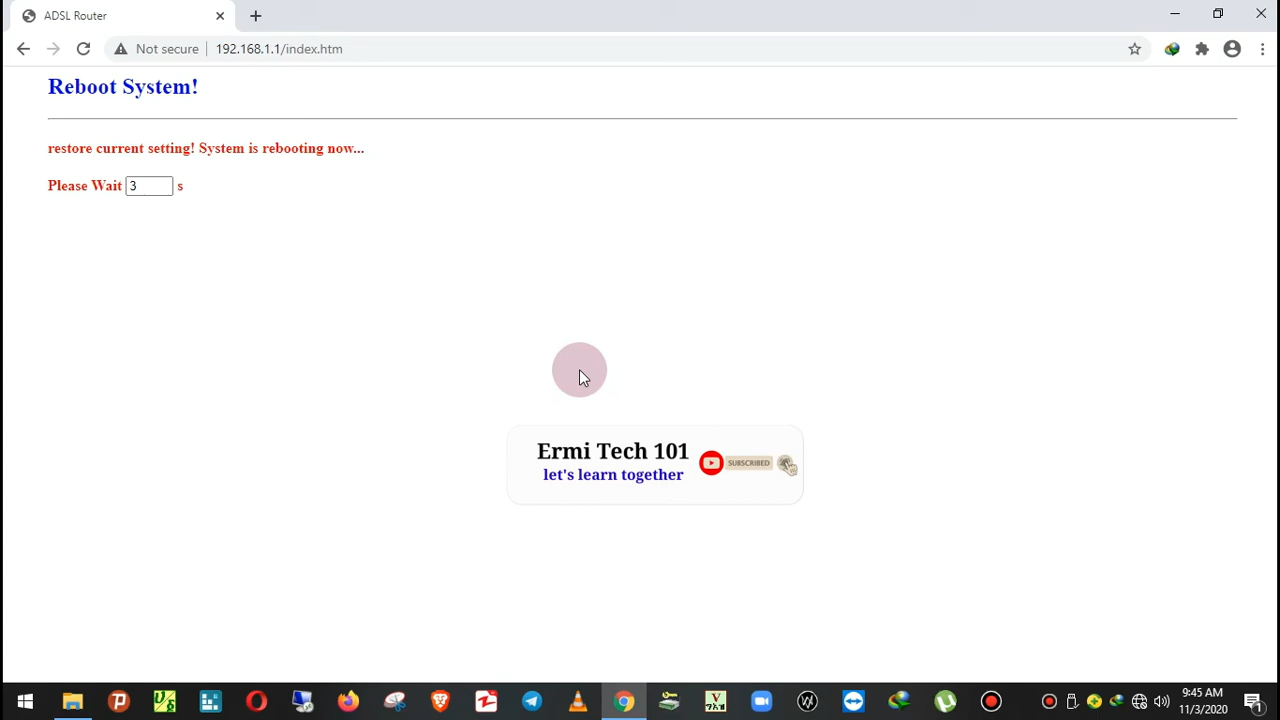 ADSL Router
Not secure
192.168.1.1/index.htm
Reboot System!
restore current setting! System is rebooting now...
Please Wait 3 s
Ermi Tech 101
SUBSCRIBED
let's learn together
9:45 AM
11/3/2020
1